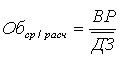 Об ср / расч = ВР / ДЗ